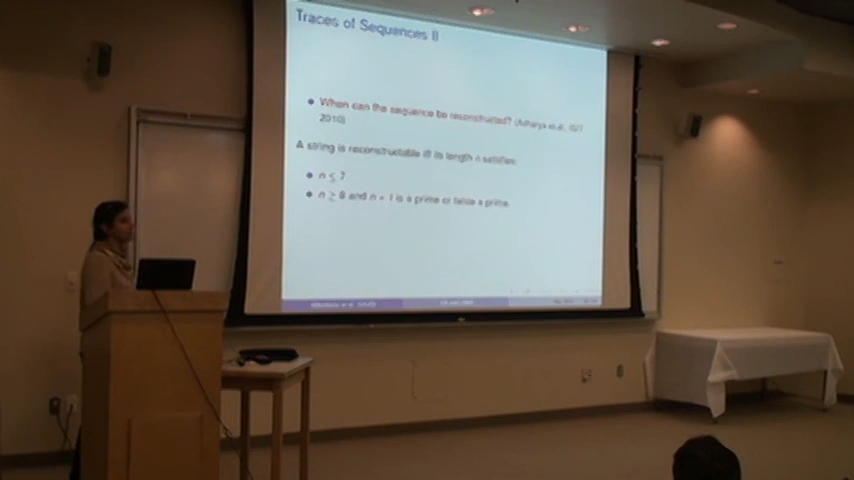 Traces of Sequences II
When can the sequence be reconstructed? (Acharya et al.,
2010)
A string is reconstructable iff its length n satisfies:
n ≤ 7
n ≥ 8 and n + 1 is a prime or twice a prime.